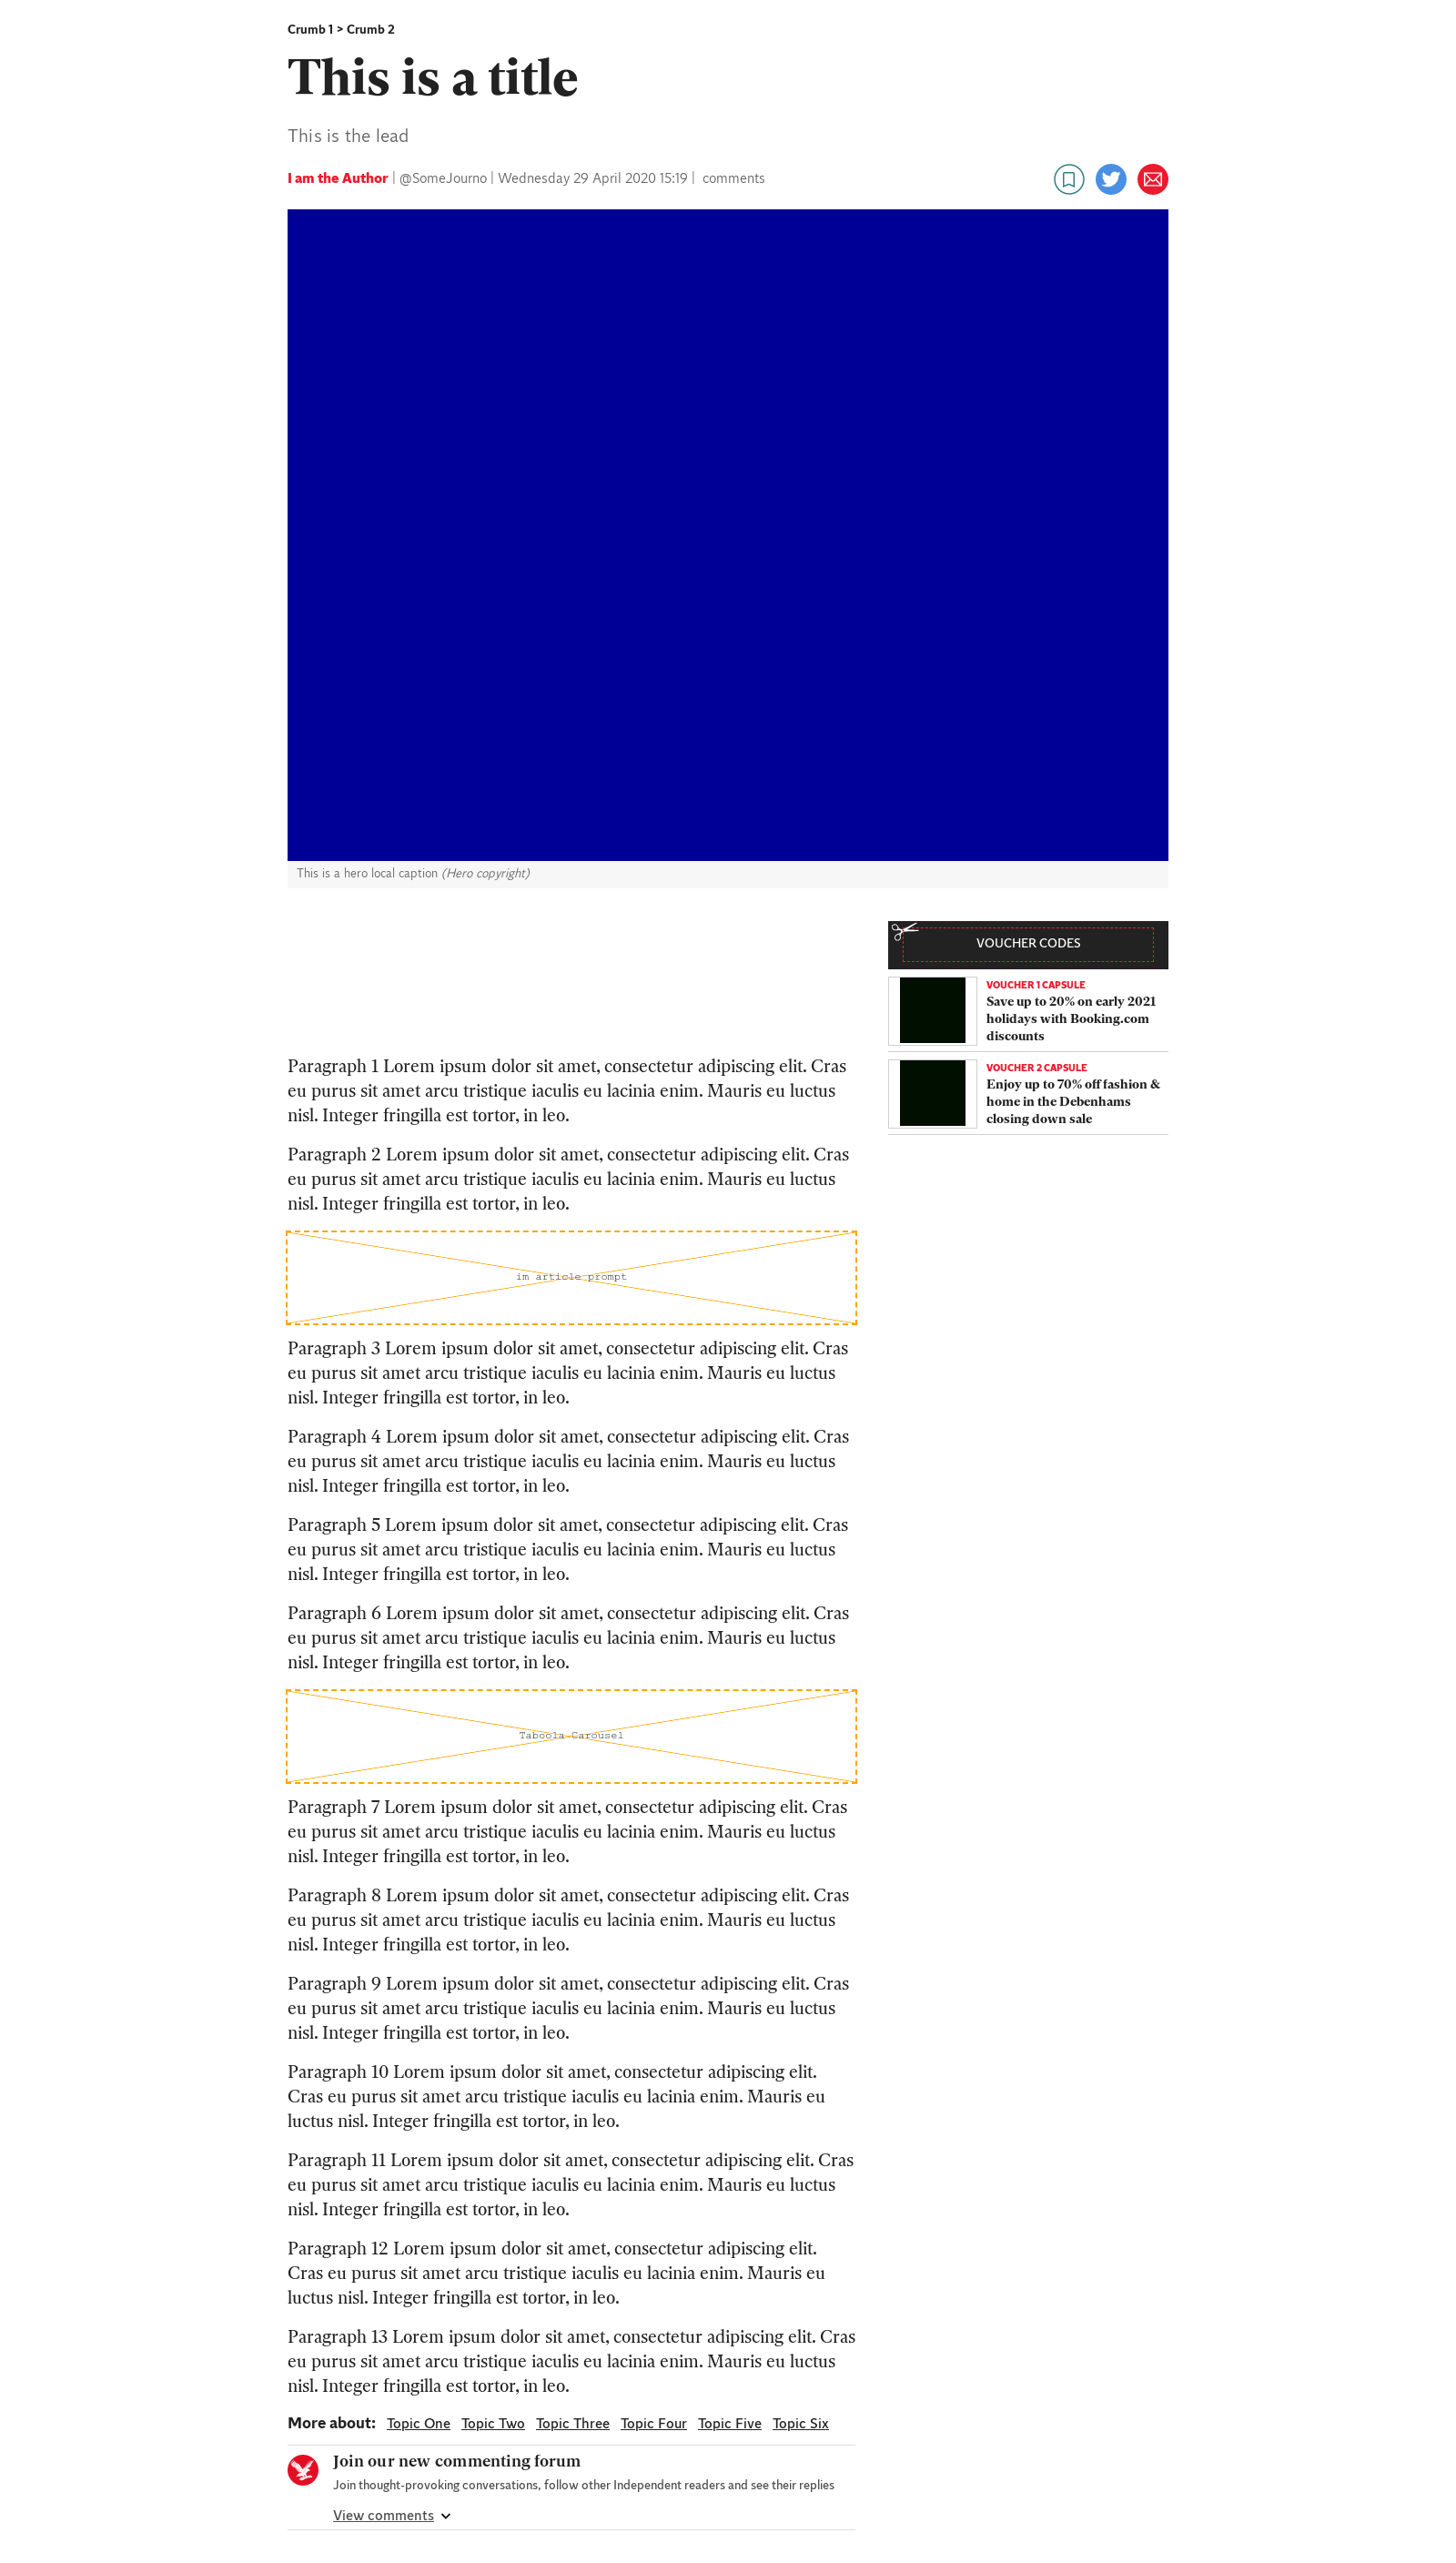 Crumb 1 > Crumb 2
This is a title
This is the lead
I am the Author | @SomeJourno | Wednesday 29 April 2020 15:19 | comments
This is a hero local caption (Hero copyright)
VOUCHER CODES
VOUCHER 1 CAPSULE
Save up to 20% on early 2021
holidays with Booking.com
discounts
VOUCHER 2 CAPSULE
Enjoy up to 70% off fashion &
home in the Debenhams
closing down sale
Paragraph 1 Lorem ipsum dolor sit amet, consectetur adipiscing elit. Cras
eu purus sit amet arcu tristique iaculis eu lacinia enim. Mauris eu luctus
nisl. Integer fringilla est tortor, in leo.
Paragraph 2 Lorem ipsum dolor sit amet, consectetur adipiscing elit. Cras
eu purus sit amet arcu tristique iaculis eu lacinia enim. Mauris eu luctus
nisl. Integer fringilla est tortor, in leo.
im article prompt
Paragraph 3 Lorem ipsum dolor sit amet, consectetur adipiscing elit. Cras
eu purus sit amet arcu tristique iaculis eu lacinia enim. Mauris eu luctus
nisl. Integer fringilla est tortor, in leo.
Paragraph 4 Lorem ipsum dolor sit amet, consectetur adipiscing elit. Cras
eu purus sit amet arcu tristique iaculis eu lacinia enim. Mauris eu luctus
nisl. Integer fringilla est tortor, in leo.
Paragraph 5 Lorem ipsum dolor sit amet, consectetur adipiscing elit. Cras
eu purus sit amet arcu tristique iaculis eu lacinia enim. Mauris eu luctus
nisl. Integer fringilla est tortor, in leo.
Paragraph 6 Lorem ipsum dolor sit amet, consectetur adipiscing elit. Cras
eu purus sit amet arcu tristique iaculis eu lacinia enim. Mauris eu luctus
nisl. Integer fringilla est tortor, in leo.
Taboola Carousel
Paragraph 7 Lorem ipsum dolor sit amet, consectetur adipiscing elit. Cras
eu purus sit amet arcu tristique iaculis eu lacinia enim. Mauris eu luctus
nisl. Integer fringilla est tortor, in leo.
Paragraph 8 Lorem ipsum dolor sit amet, consectetur adipiscing elit. Cras
eu purus sit amet arcu tristique iaculis eu lacinia enim. Mauris eu luctus
nisl. Integer fringilla est tortor, in leo.
Paragraph 9 Lorem ipsum dolor sit amet, consectetur adipiscing elit. Cras
eu purus sit amet arcu tristique iaculis eu lacinia enim. Mauris eu luctus
nisl. Integer fringilla est tortor, in leo.
Paragraph 10 Lorem ipsum dolor sit amet, consectetur adipiscing elit.
Cras eu purus sit amet arcu tristique iaculis eu lacinia enim. Mauris eu
luctus nisl. Integer fringilla est tortor, in leo.
Paragraph 11 Lorem ipsum dolor sit amet, consectetur adipiscing elit. Cras
eu purus sit amet arcu tristique iaculis eu lacinia enim. Mauris eu luctus
nisl. Integer fringilla est tortor, in leo.
Paragraph 12 Lorem ipsum dolor sit amet, consectetur adipiscing elit.
Cras eu purus sit amet arcu tristique iaculis eu lacinia enim. Mauris eu
luctus nisl. Integer fringilla est tortor, in leo.
Paragraph 13 Lorem ipsum dolor sit amet, consectetur adipiscing elit. Cras
eu purus sit amet arcu tristique iaculis eu lacinia enim. Mauris eu luctus
nisl. Integer fringilla est tortor, in leo.
More about: Topic One Topic Two Topic Three Topic Four Topic Five Topic Six
Join our new commenting forum
Join thought-provoking conversations, follow other Independent readers and see their replies
View comments